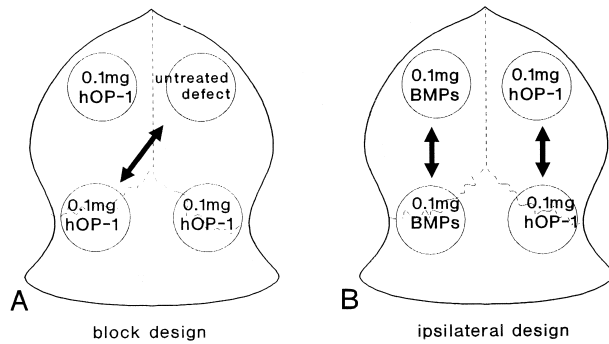 0.1mg
hOP-1
untreated
defect
0.1mg
hOP-1
0.1mg
hOP-1
A
block design
0.1mg
BMPs
0.1mg
hOP-1
0.1mg
BMPs
0.1mg
hOP-1
B
ipsilateral design